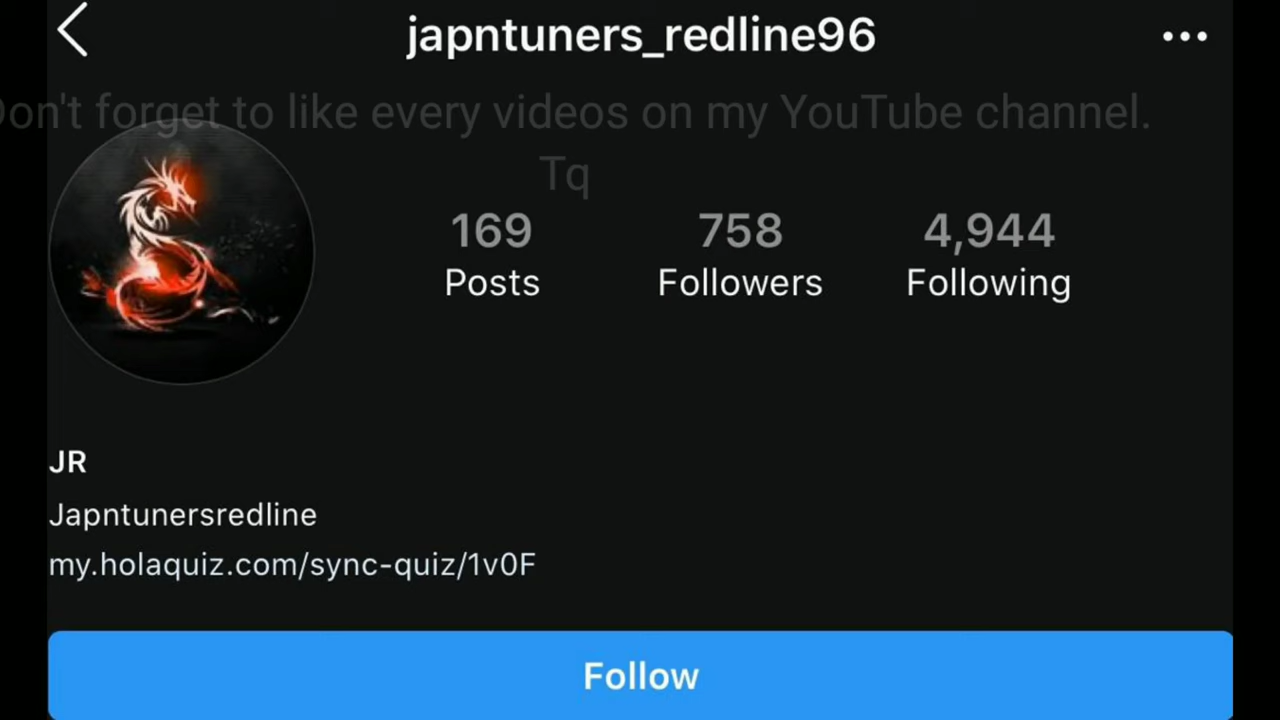 japntuners_redline96
Don't forget to like every videos on my YouTube channel.
Tq
169 758 4,944
Posts Followers Following
JR
Japntunersredline
my.holaquiz.com/sync-quiz/1v0F
Follow